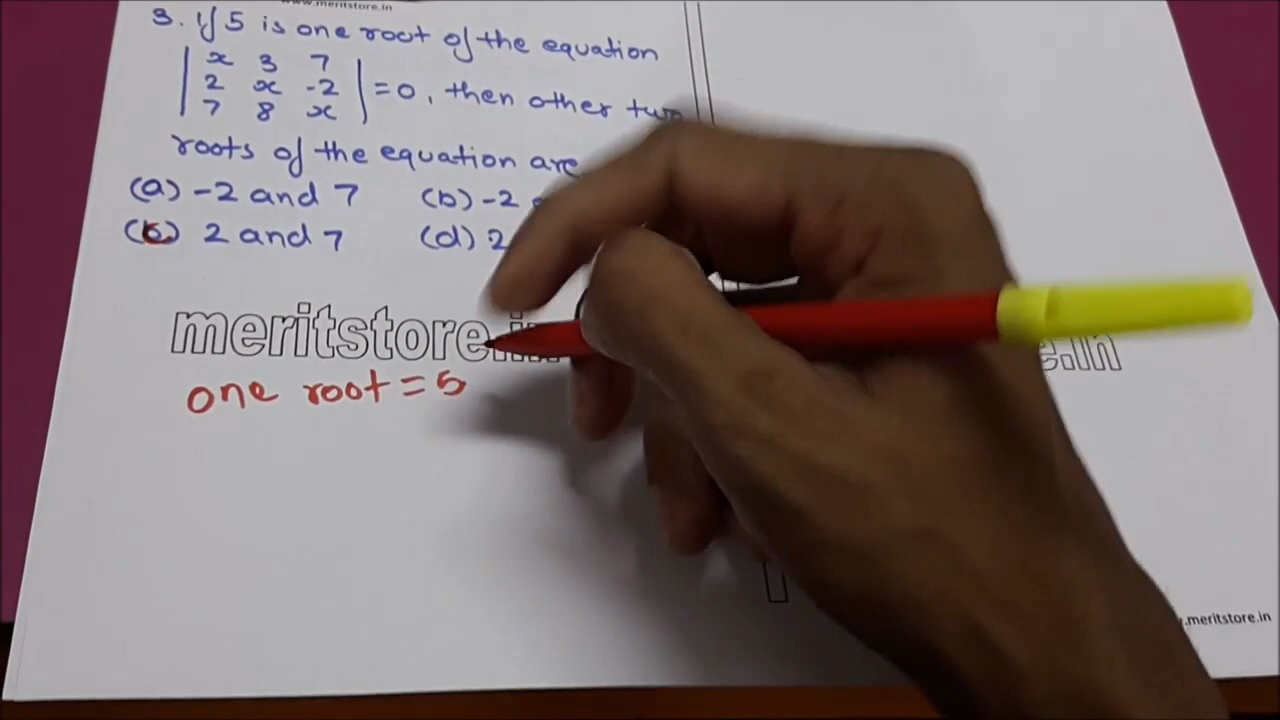 www.meritstore.in
3. If 5 is one root of the equation
| x 3 7 |
| 2 x -2 | = 0, then other two
| 7 8 x |
roots of the equation are
(a) -2 and 7 (b) -2
(c) 2 and 7 (d) 2
meritstore.in
one root = 5
e.in
.meritstore.in